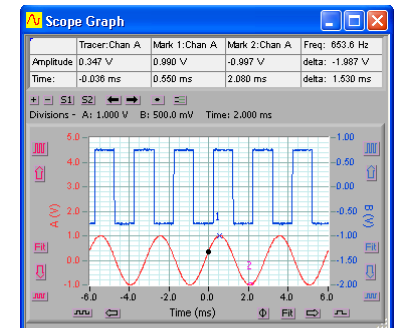 Scope Graph
Tracer:Chan A Mark 1:Chan A Mark 2:Chan A Freq: 653.6 Hz
Amplitude 0.347 V 0.990 V -0.997 V delta: -1.987 V
Time: -0.036 ms 0.550 ms 2.080 ms delta: 1.530 ms
+ - S1 S2
Divisions - A: 1.000 V B: 500.0 mV Time: 2.000 ms
6.0 -1.00
4.0 -0.50
3.0 0.00
2.0 -0.50
1 -1.00
1.0
Fit 0.0 2 -1.50 Fit
-1.0 -2.00
A (V)
B (V)
-6.0 -4.0 -2.0 0.0 2.0 4.0 6.0
Time (ms)
Φ Fit